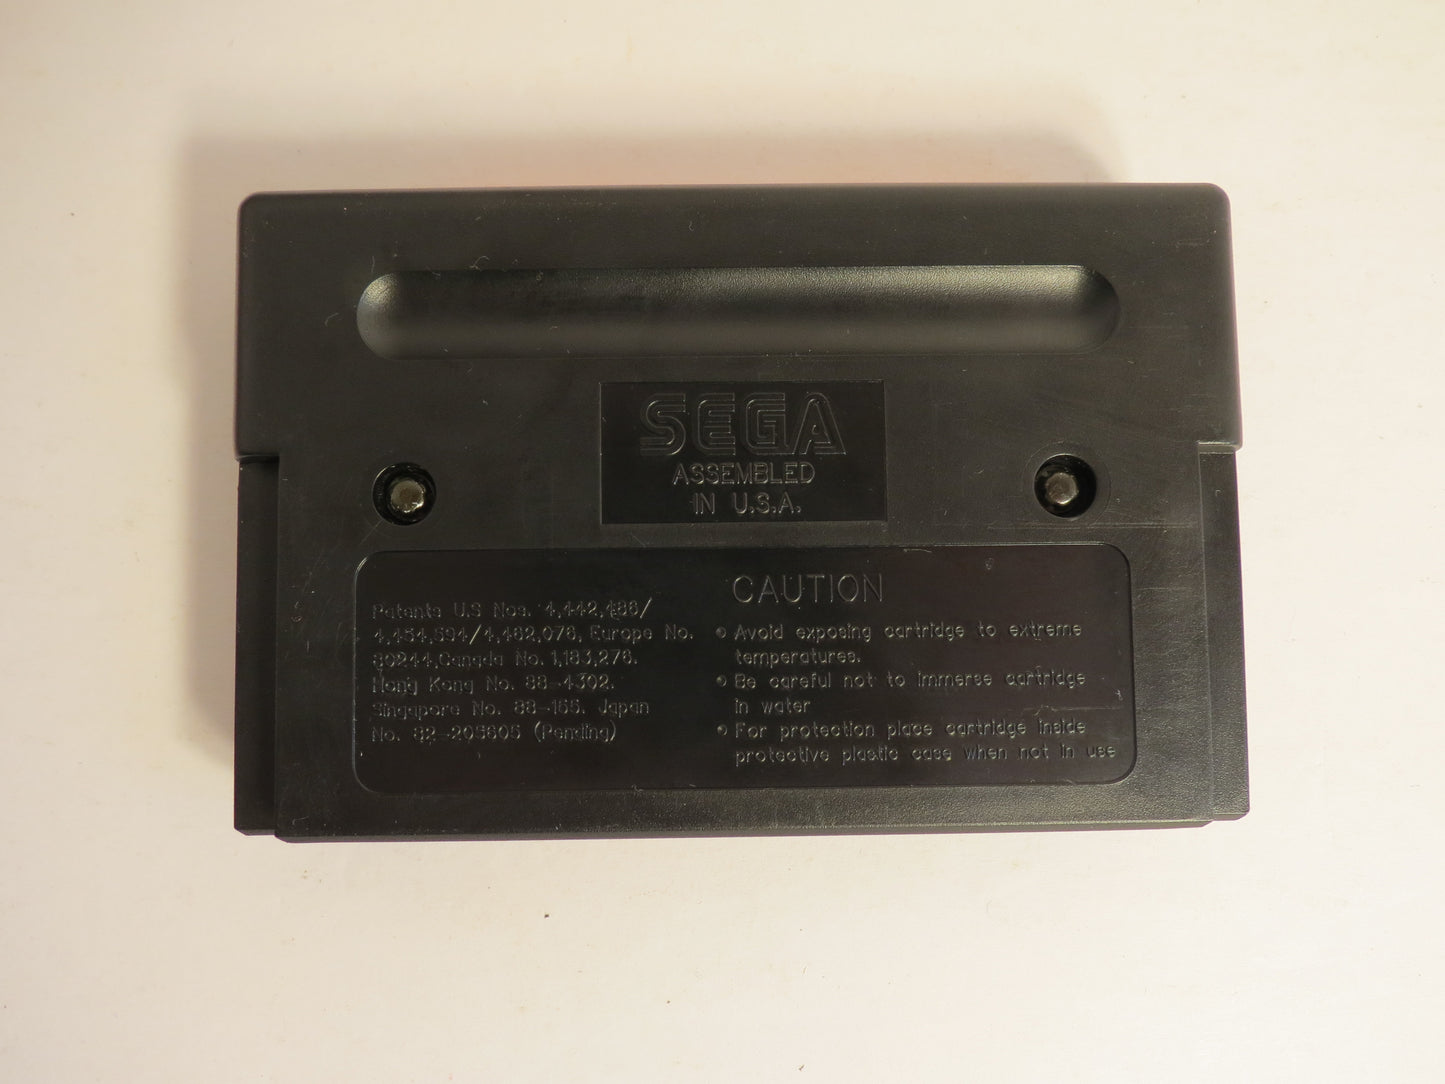 SEGA
ASSEMBLED
IN U.S.A.
Patents U.S Nos. 4,442,486/
4,454,594/4,462,076, Europe No.
80244,Canada No. 1,183,276.
Hong Kong No. 88-4302.
Singapore No. 88-155. Japan
No. 82-205605 (Pending)
CAUTION
• Avoid exposing cartridge to extreme
temperatures.
• Be careful not to immerse cartridge
in water
• For protection place cartridge inside
protective plastic case when not in use